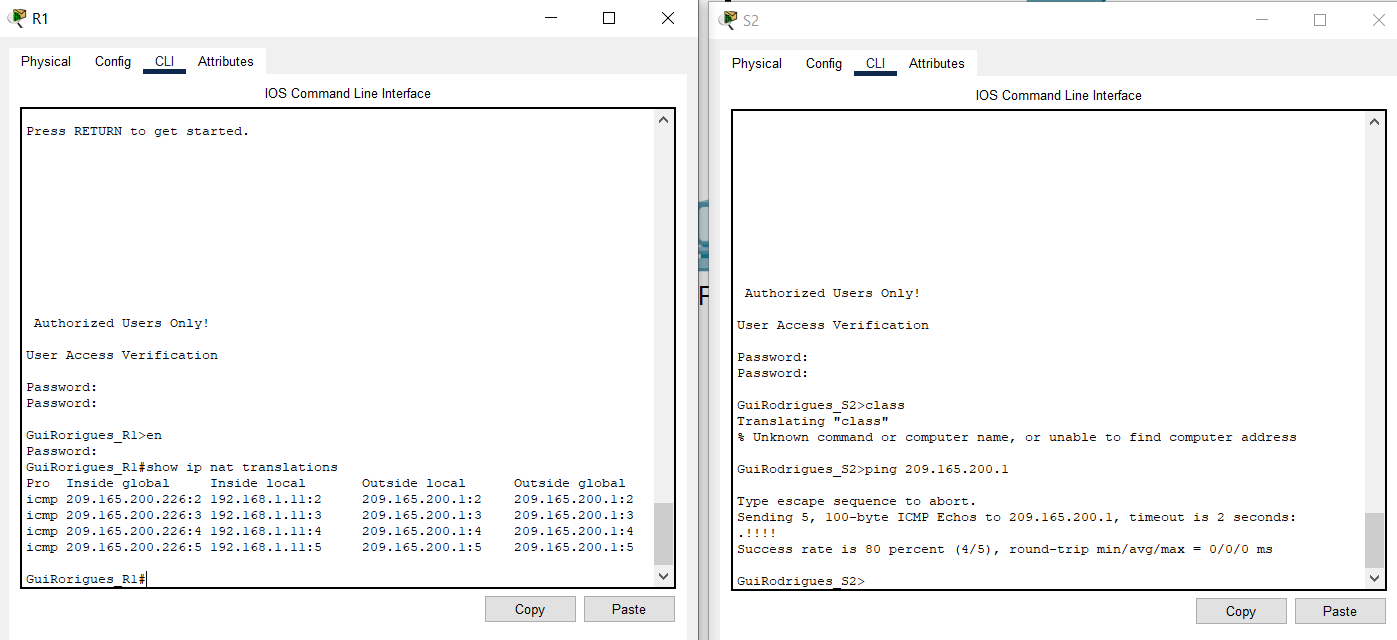 R1
Physical Config CLI Attributes
IOS Command Line Interface
Press RETURN to get started.
Authorized Users Only!
User Access Verification
Password:
Password:
GuiRorigues_R1>en
Password:
GuiRorigues_R1#show ip nat translations
Pro Inside global Inside local Outside local Outside global
icmp 209.165.200.226:2 192.168.1.11:2 209.165.200.1:2 209.165.200.1:2
icmp 209.165.200.226:3 192.168.1.11:3 209.165.200.1:3 209.165.200.1:3
icmp 209.165.200.226:4 192.168.1.11:4 209.165.200.1:4 209.165.200.1:4
icmp 209.165.200.226:5 192.168.1.11:5 209.165.200.1:5 209.165.200.1:5
GuiRorigues_R1#
Copy Paste
S2
Physical Config CLI Attributes
IOS Command Line Interface
Authorized Users Only!
User Access Verification
Password:
Password:
GuiRodrigues_S2>class
Translating "class"
% Unknown command or computer name, or unable to find computer address
GuiRodrigues_S2>ping 209.165.200.1
Type escape sequence to abort.
Sending 5, 100-byte ICMP Echos to 209.165.200.1, timeout is 2 seconds:
.!!!!
Success rate is 80 percent (4/5), round-trip min/avg/max = 0/0/0 ms
GuiRodrigues_S2>
Copy Paste